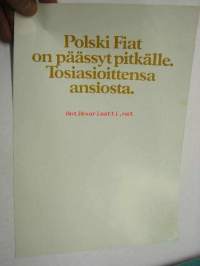 Polski Fiat
on päässyt pitkälle.
Tosiasioittensa
ansiosta.